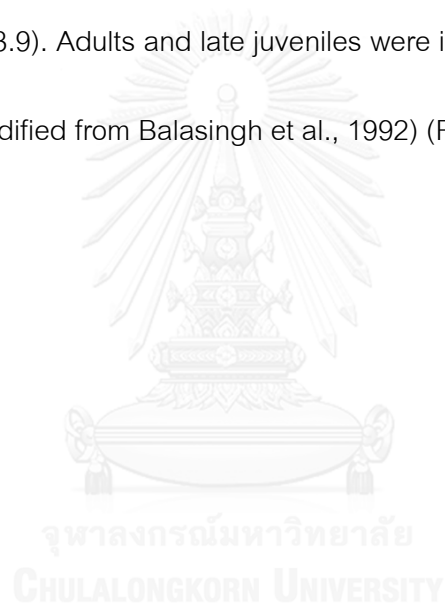 3.9). Adults and late juveniles were i
dified from Balasingh et al., 1992) (F
จุฬาลงกรณ์มหาวิทยาลัย
CHULALONGKORN UNIVERSITY